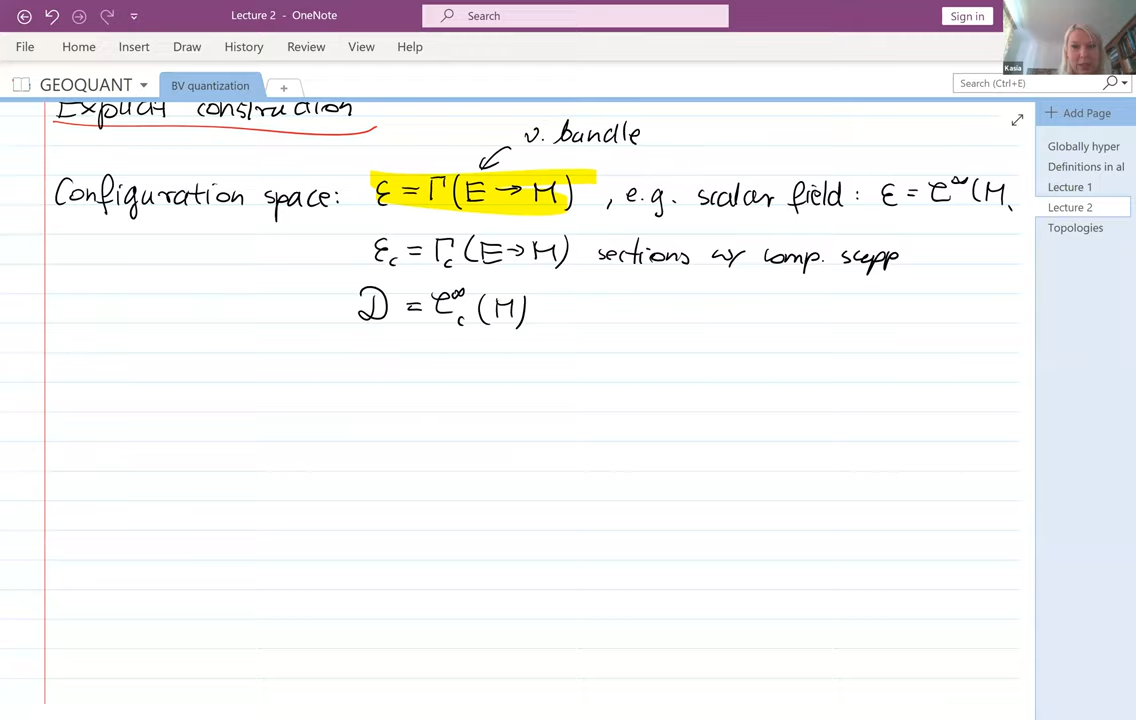 Lecture 2 - OneNote
Search
Sign in
File Home Insert Draw History Review View Help
Kasia
GEOQUANT
BV quantization
Search (Ctrl+E)
Add Page
Globally hyper
Definitions in al
Lecture 1
Lecture 2
Topologies
Explicit construction
v. bundle
Configuration space: ℰ = Γ(E → M), e.g. scalar field: ℰ = 𝒞^∞(M,
ℰ_c = Γ_c(E → M) sections w/ comp. supp
𝒟 = 𝒞^∞_c(M)